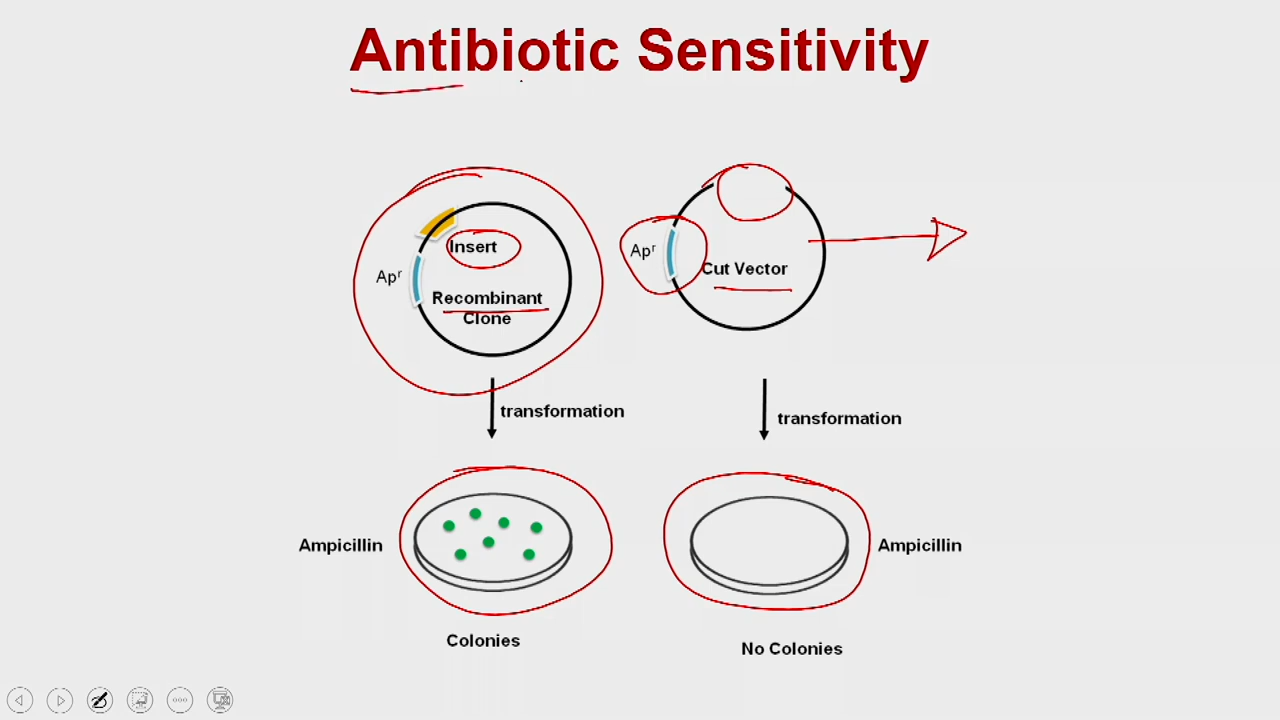 Antibiotic Sensitivity
Insert
Apʳ
Recombinant
Clone
Apʳ
Cut Vector
transformation
transformation
Ampicillin
Ampicillin
Colonies
No Colonies